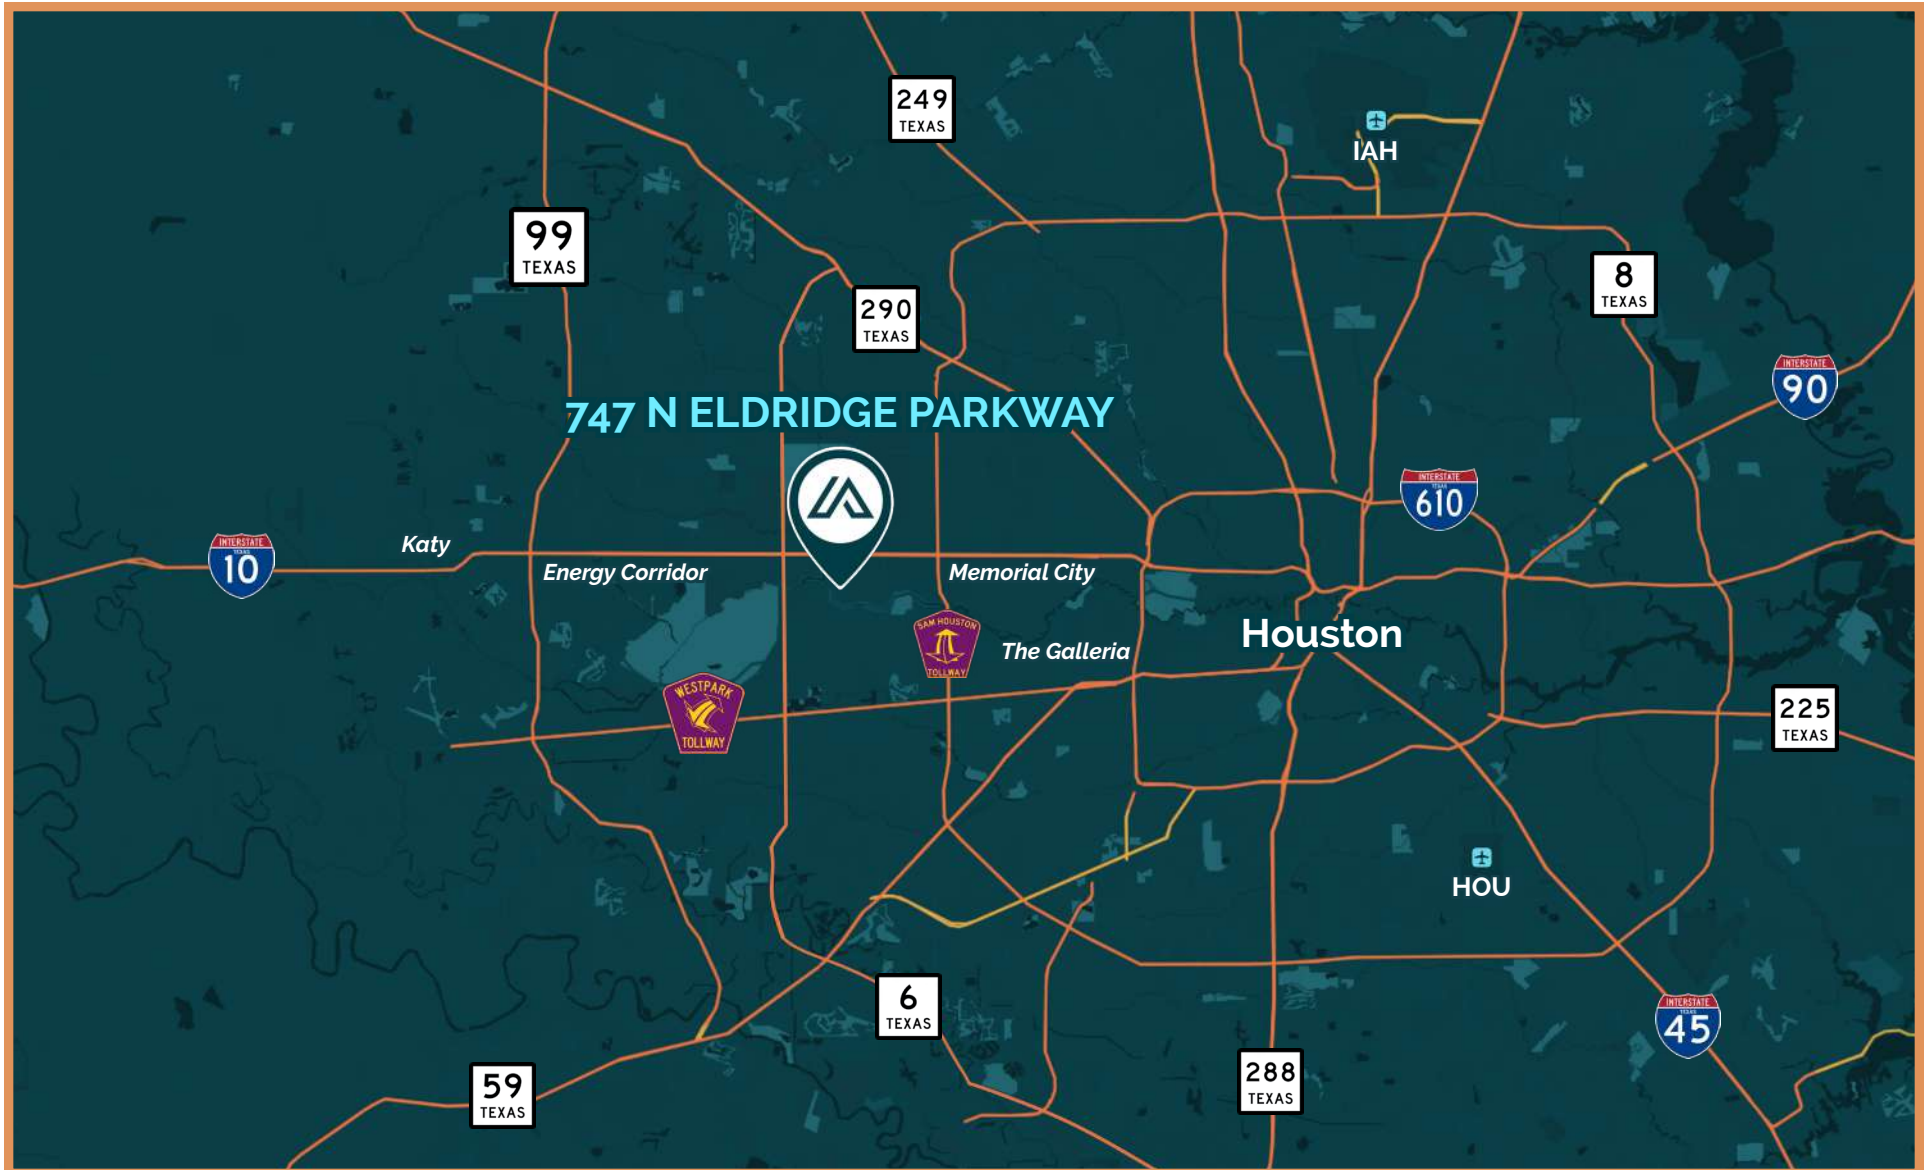 249
TEXAS
IAH
99
TEXAS
8
TEXAS
290
TEXAS
INTERSTATE
90
747 N ELDRIDGE PARKWAY
INTERSTATE
TEXAS
610
Katy
INTERSTATE
TEXAS
10
Energy Corridor
Memorial City
SAM HOUSTON
TOLLWAY
The Galleria
Houston
WESTPARK
TOLLWAY
225
TEXAS
HOU
6
TEXAS
INTERSTATE
TEXAS
45
59
TEXAS
288
TEXAS